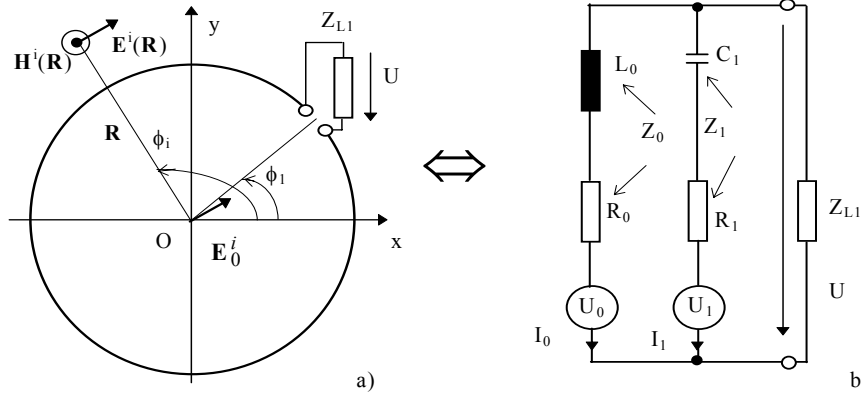 y
Z_L1
E^i(R)
H^i(R)
U
R
ϕ_i
ϕ_1
O
x
E_0^i
a)
L_0
C_1
Z_0
Z_1
R_0
R_1
Z_L1
U_0
U_1
U
I_0
I_1
b